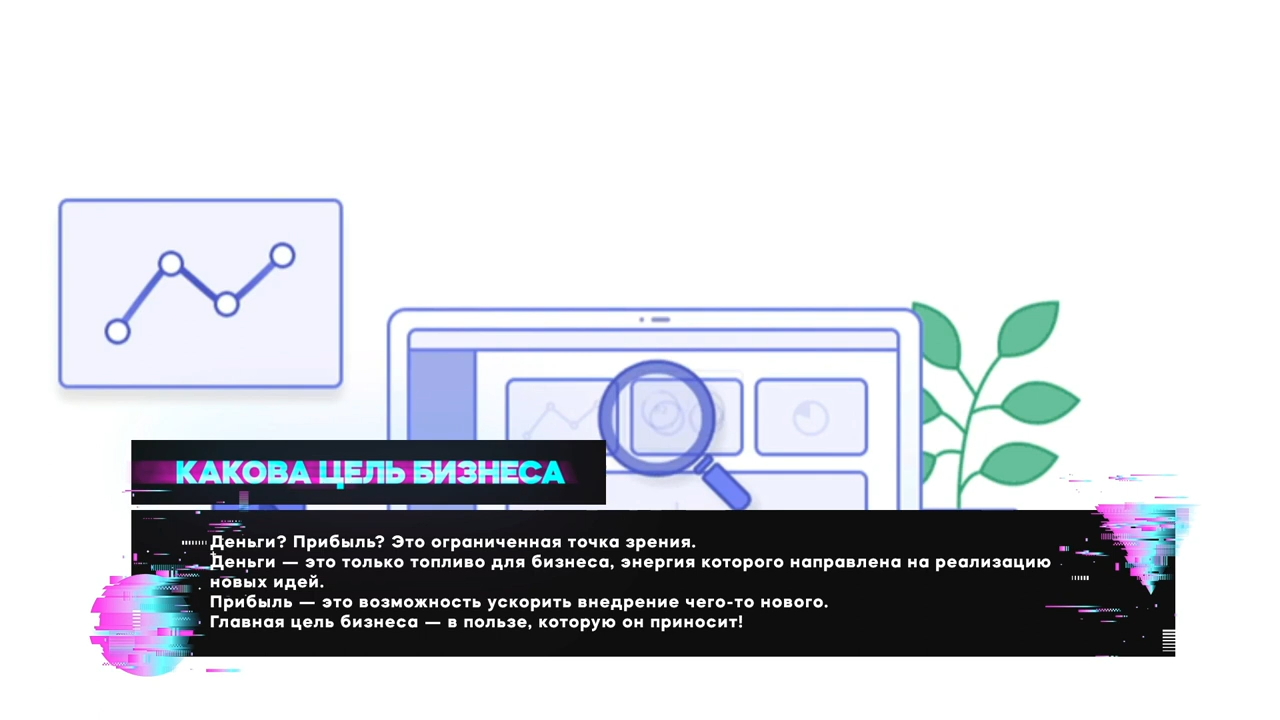 КАКОВА ЦЕЛЬ БИЗНЕСА
Деньги? Прибыль? Это ограниченная точка зрения.
Деньги — это только топливо для бизнеса, энергия которого направлена на реализацию
новых идей.
Прибыль — это возможность ускорить внедрение чего-то нового.
Главная цель бизнеса — в пользе, которую он приносит!